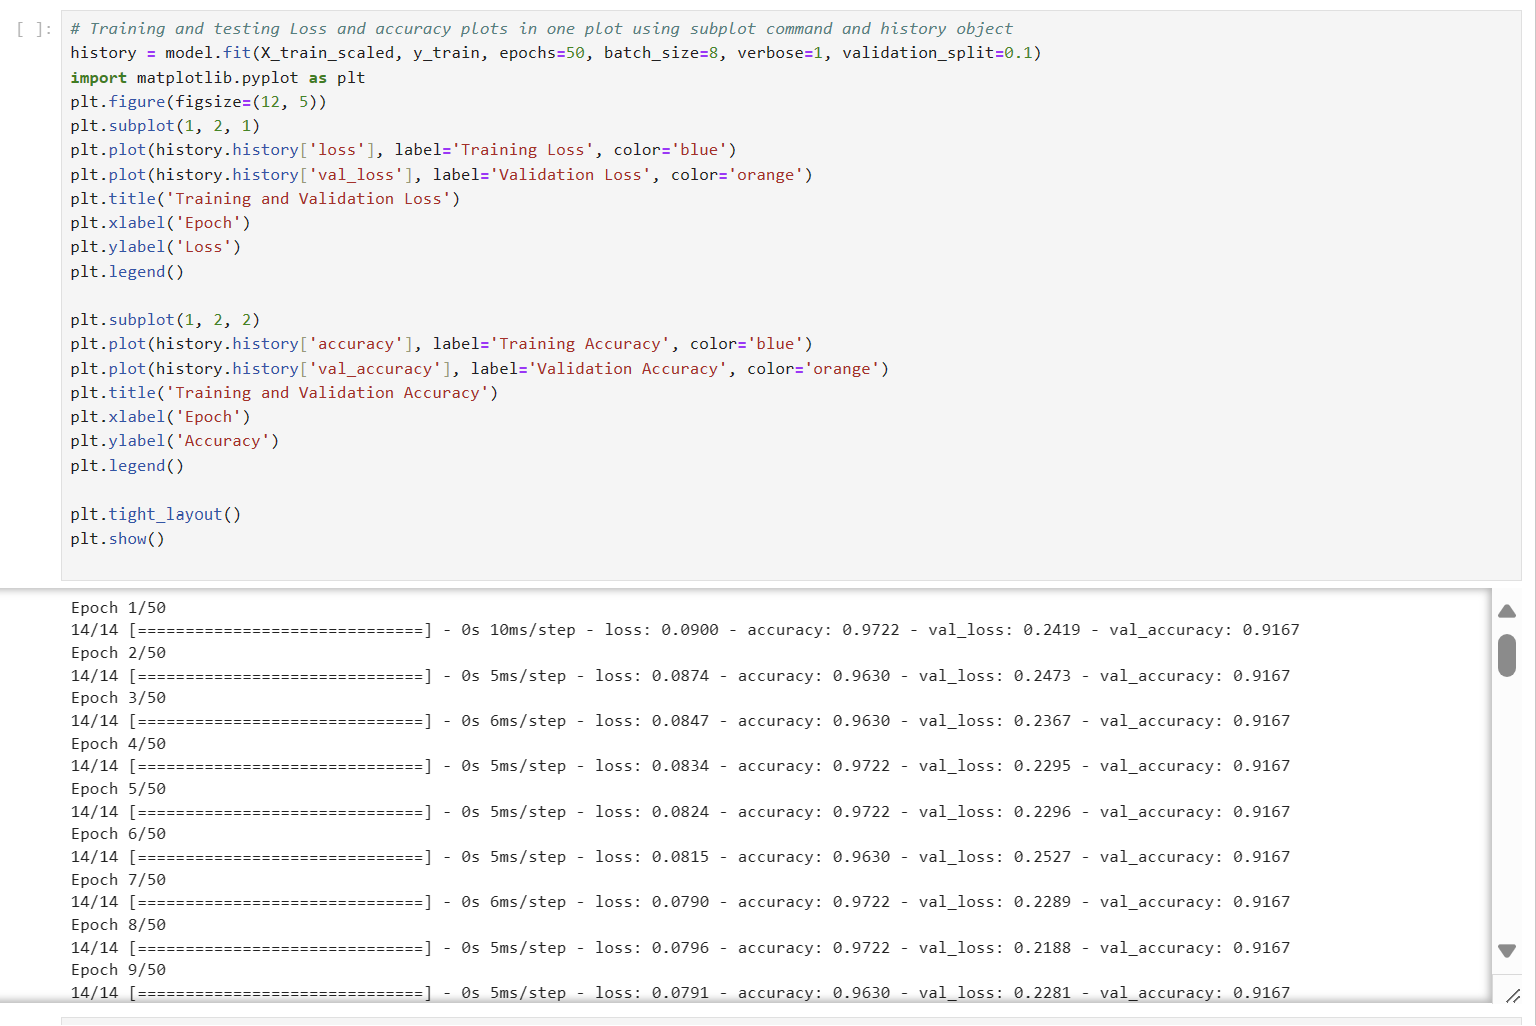 [ ]:
# Training and testing Loss and accuracy plots in one plot using subplot command and history object
history = model.fit(X_train_scaled, y_train, epochs=50, batch_size=8, verbose=1, validation_split=0.1)
import matplotlib.pyplot as plt
plt.figure(figsize=(12, 5))
plt.subplot(1, 2, 1)
plt.plot(history.history['loss'], label='Training Loss', color='blue')
plt.plot(history.history['val_loss'], label='Validation Loss', color='orange')
plt.title('Training and Validation Loss')
plt.xlabel('Epoch')
plt.ylabel('Loss')
plt.legend()
plt.subplot(1, 2, 2)
plt.plot(history.history['accuracy'], label='Training Accuracy', color='blue')
plt.plot(history.history['val_accuracy'], label='Validation Accuracy', color='orange')
plt.title('Training and Validation Accuracy')
plt.xlabel('Epoch')
plt.ylabel('Accuracy')
plt.legend()
plt.tight_layout()
plt.show()
Epoch 1/50
14/14 [==============================] - 0s 10ms/step - loss: 0.0900 - accuracy: 0.9722 - val_loss: 0.2419 - val_accuracy: 0.9167
Epoch 2/50
14/14 [==============================] - 0s 5ms/step - loss: 0.0874 - accuracy: 0.9630 - val_loss: 0.2473 - val_accuracy: 0.9167
Epoch 3/50
14/14 [==============================] - 0s 6ms/step - loss: 0.0847 - accuracy: 0.9630 - val_loss: 0.2367 - val_accuracy: 0.9167
Epoch 4/50
14/14 [==============================] - 0s 5ms/step - loss: 0.0834 - accuracy: 0.9722 - val_loss: 0.2295 - val_accuracy: 0.9167
Epoch 5/50
14/14 [==============================] - 0s 5ms/step - loss: 0.0824 - accuracy: 0.9722 - val_loss: 0.2296 - val_accuracy: 0.9167
Epoch 6/50
14/14 [==============================] - 0s 5ms/step - loss: 0.0815 - accuracy: 0.9630 - val_loss: 0.2527 - val_accuracy: 0.9167
Epoch 7/50
14/14 [==============================] - 0s 6ms/step - loss: 0.0790 - accuracy: 0.9722 - val_loss: 0.2289 - val_accuracy: 0.9167
Epoch 8/50
14/14 [==============================] - 0s 5ms/step - loss: 0.0796 - accuracy: 0.9722 - val_loss: 0.2188 - val_accuracy: 0.9167
Epoch 9/50
14/14 [==============================] - 0s 5ms/step - loss: 0.0791 - accuracy: 0.9630 - val_loss: 0.2281 - val_accuracy: 0.9167